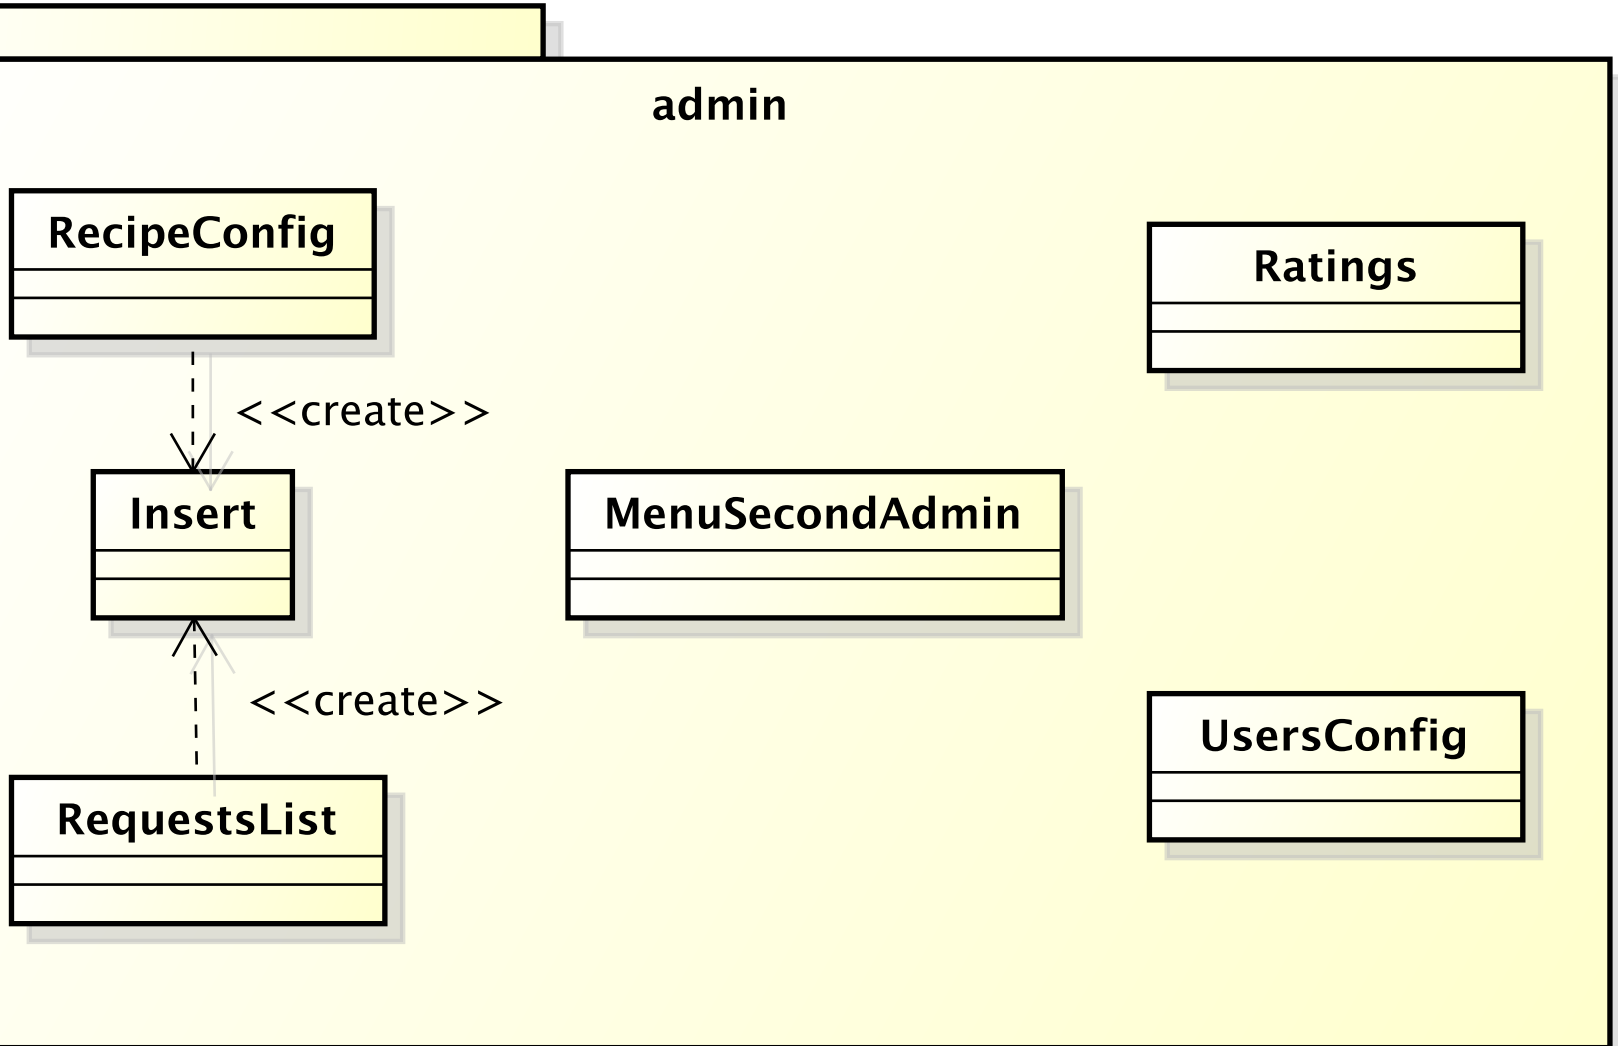 admin
RecipeConfig
Ratings
<<create>>
Insert
MenuSecondAdmin
<<create>>
UsersConfig
RequestsList